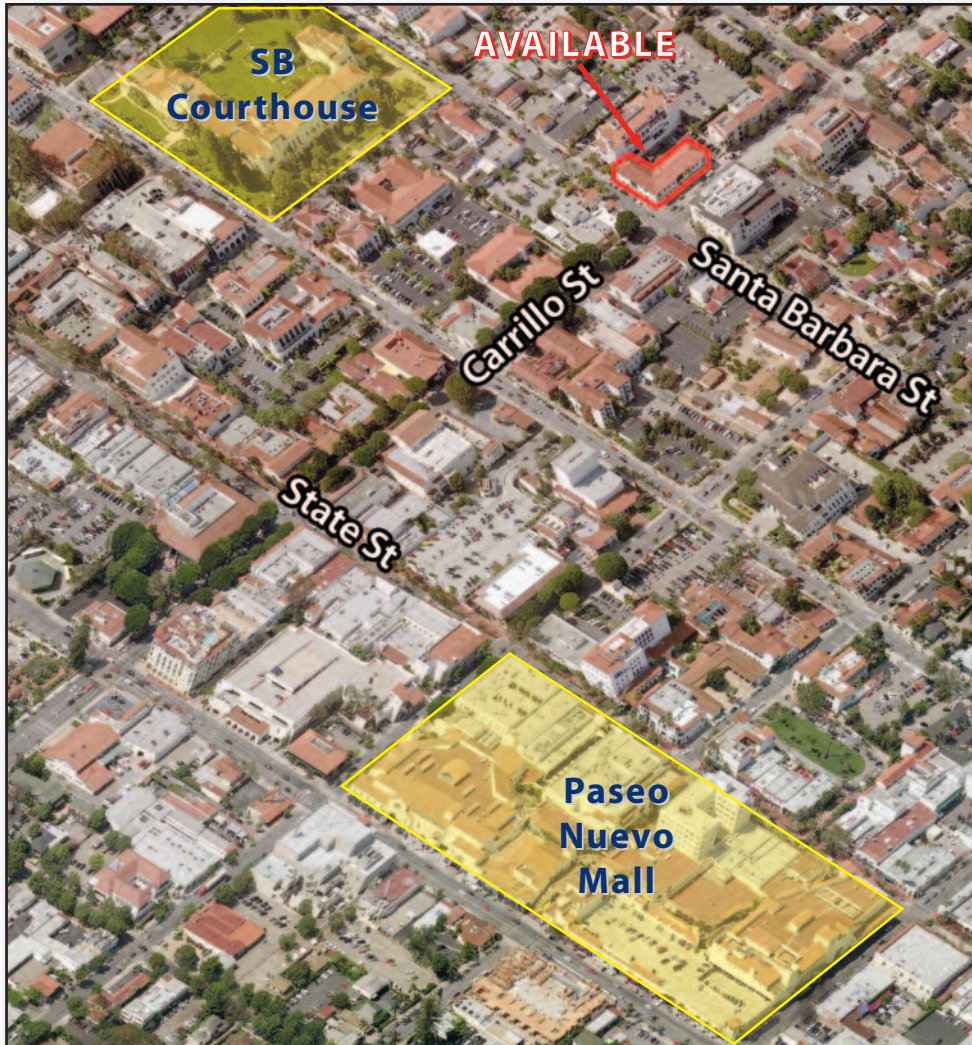 SB
Courthouse
AVAILABLE
Carrillo St
Santa Barbara St
State St
Paseo
Nuevo
Mall